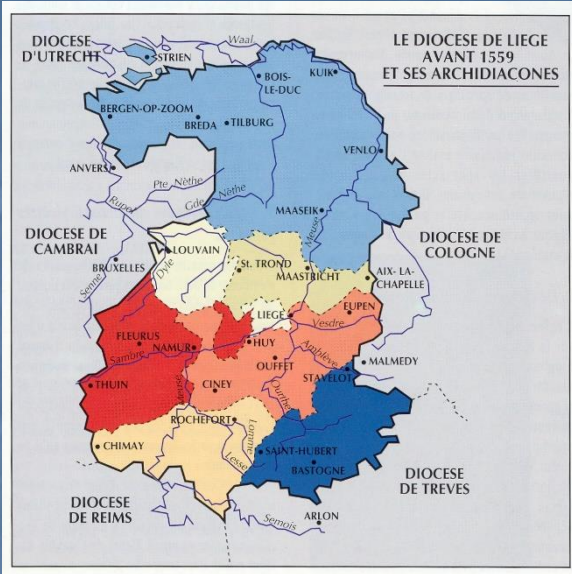 LE DIOCESE DE LIEGE
AVANT 1559
ET SES ARCHIDIACONES
DIOCESE
D'UTRECHT
Waal
STRIEN
BOIS-
LE-DUC
KUIK
BERGEN-OP-ZOOM
BREDA
TILBURG
VENLO
ANVERS
Pte Nèthe
Rupel
Gde Nèthe
MAASEIK
Meuse
DIOCESE DE
CAMBRAI
DIOCESE DE
COLOGNE
LOUVAIN
BRUXELLES
Dyle
Senne
St. TROND
MAASTRICHT
AIX-LA-
CHAPELLE
LIEGE
EUPEN
Vesdre
FLEURUS
NAMUR
HUY
Sambre
OUFFET
Amblève
MALMEDY
STAVELOT
THUIN
Meuse
CINEY
Ourthe
ROCHEFORT
Lomme
CHIMAY
Lesse
SAINT-HUBERT
BASTOGNE
DIOCESE
DE REIMS
DIOCESE
DE TREVES
Semois
ARLON